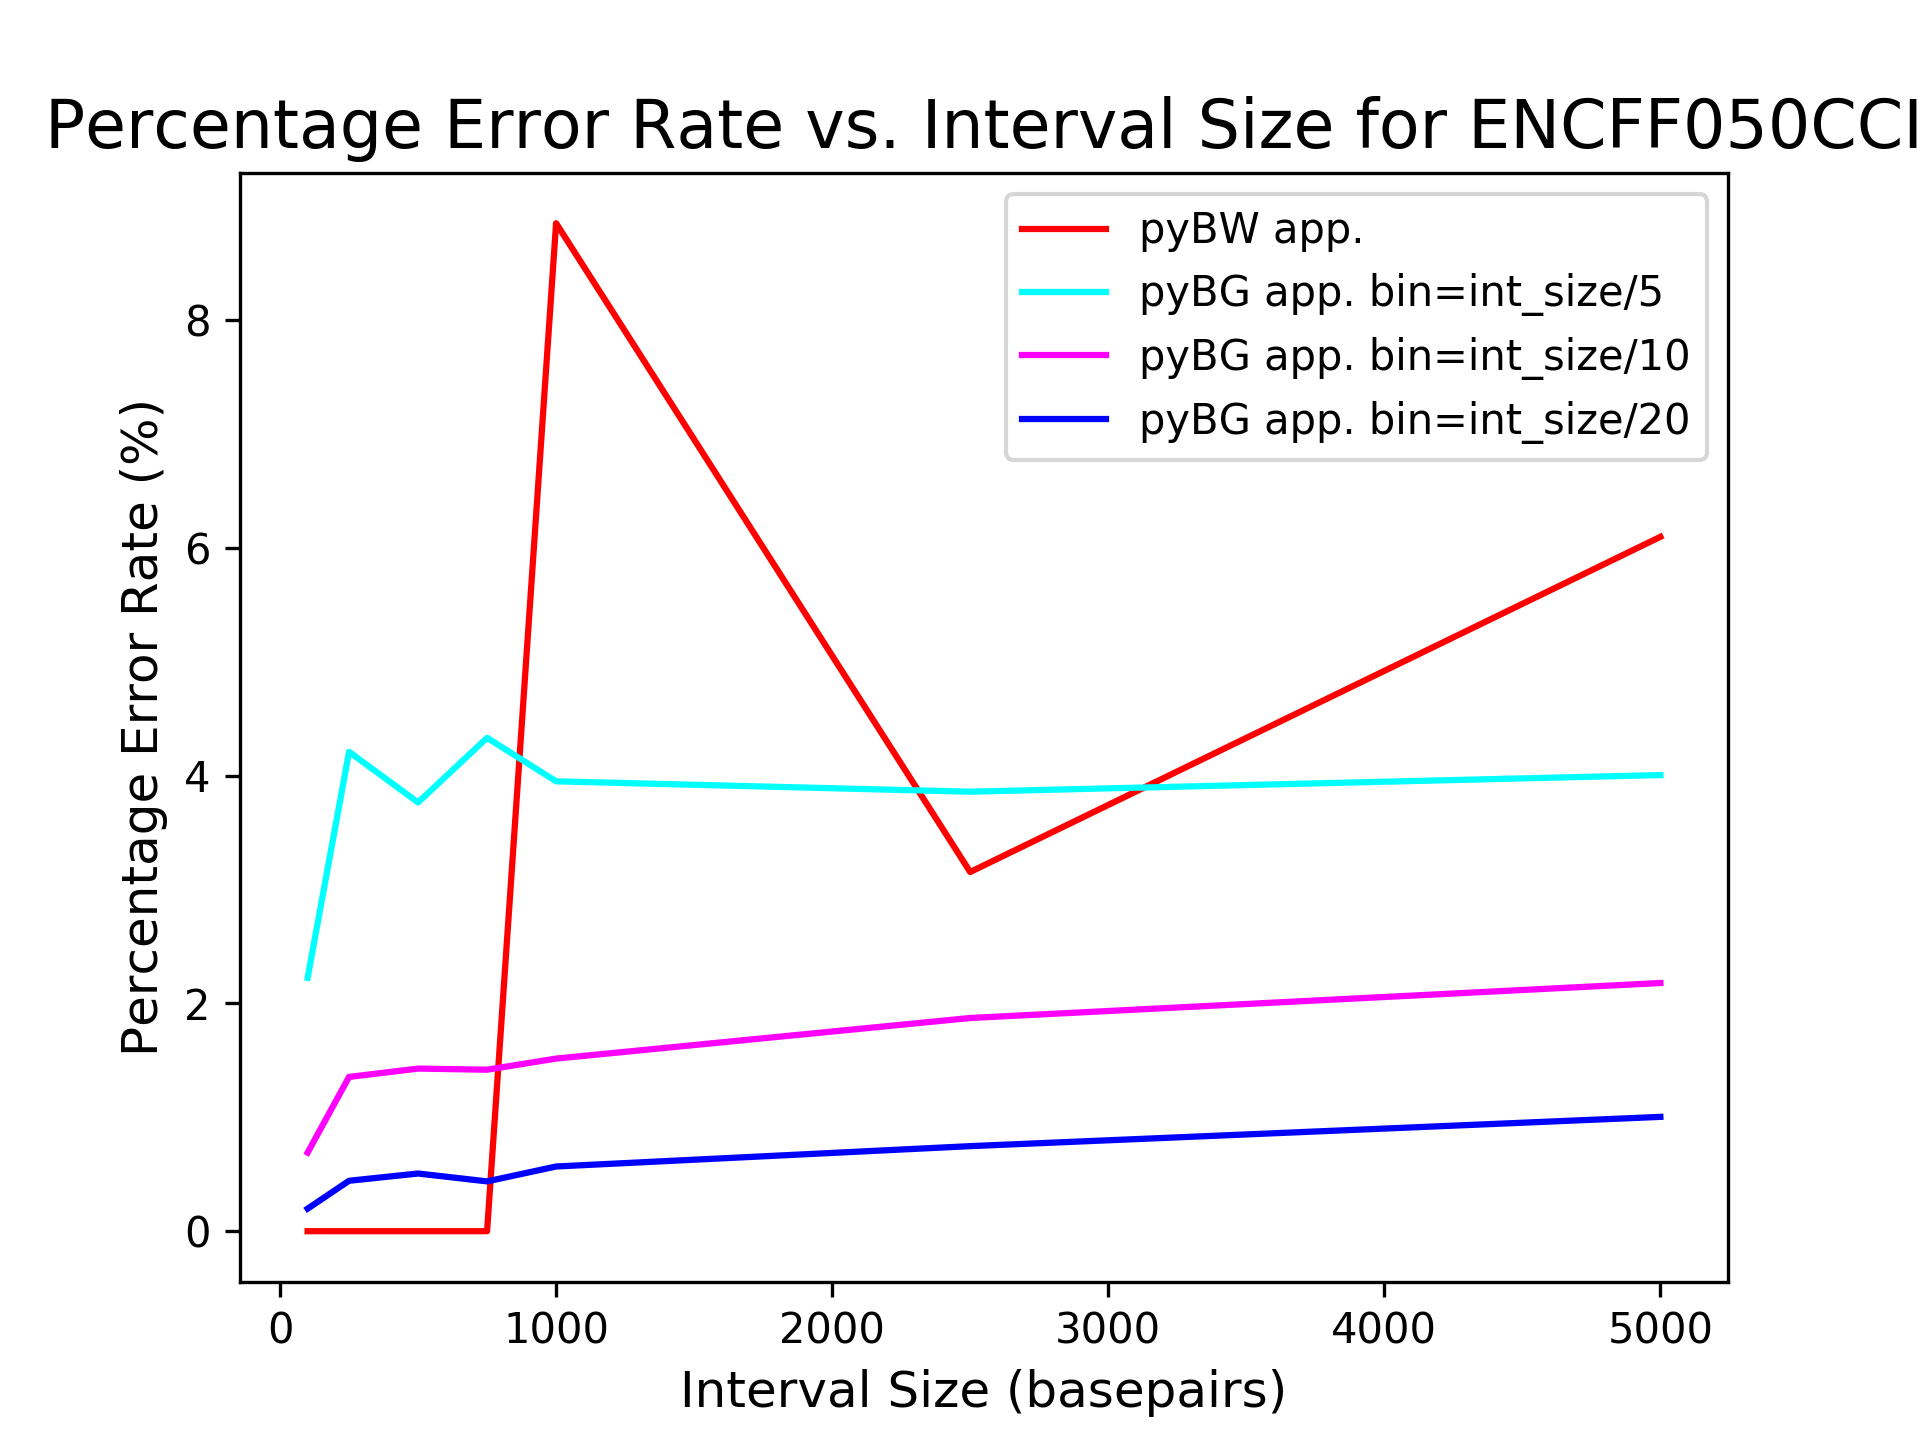 Percentage Error Rate vs. Interval Size for ENCFF050CCI
pyBW app.
pyBG app. bin=int_size/5
pyBG app. bin=int_size/10
pyBG app. bin=int_size/20
Percentage Error Rate (%)
8
6
4
2
0
0 1000 2000 3000 4000 5000
Interval Size (basepairs)